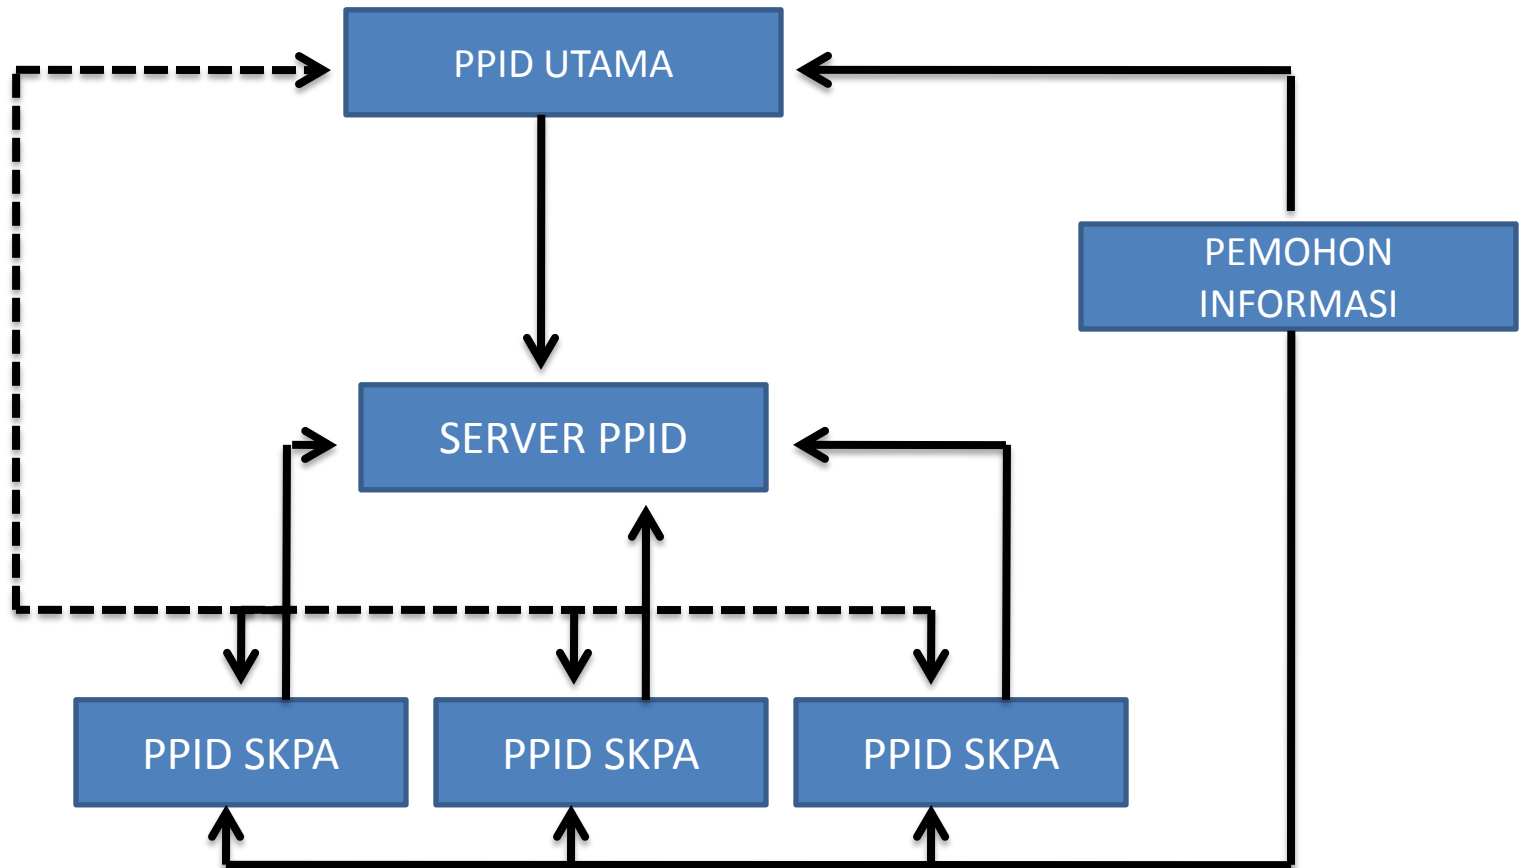 PPID UTAMA
PEMOHON
INFORMASI
SERVER PPID
PPID SKPA
PPID SKPA
PPID SKPA